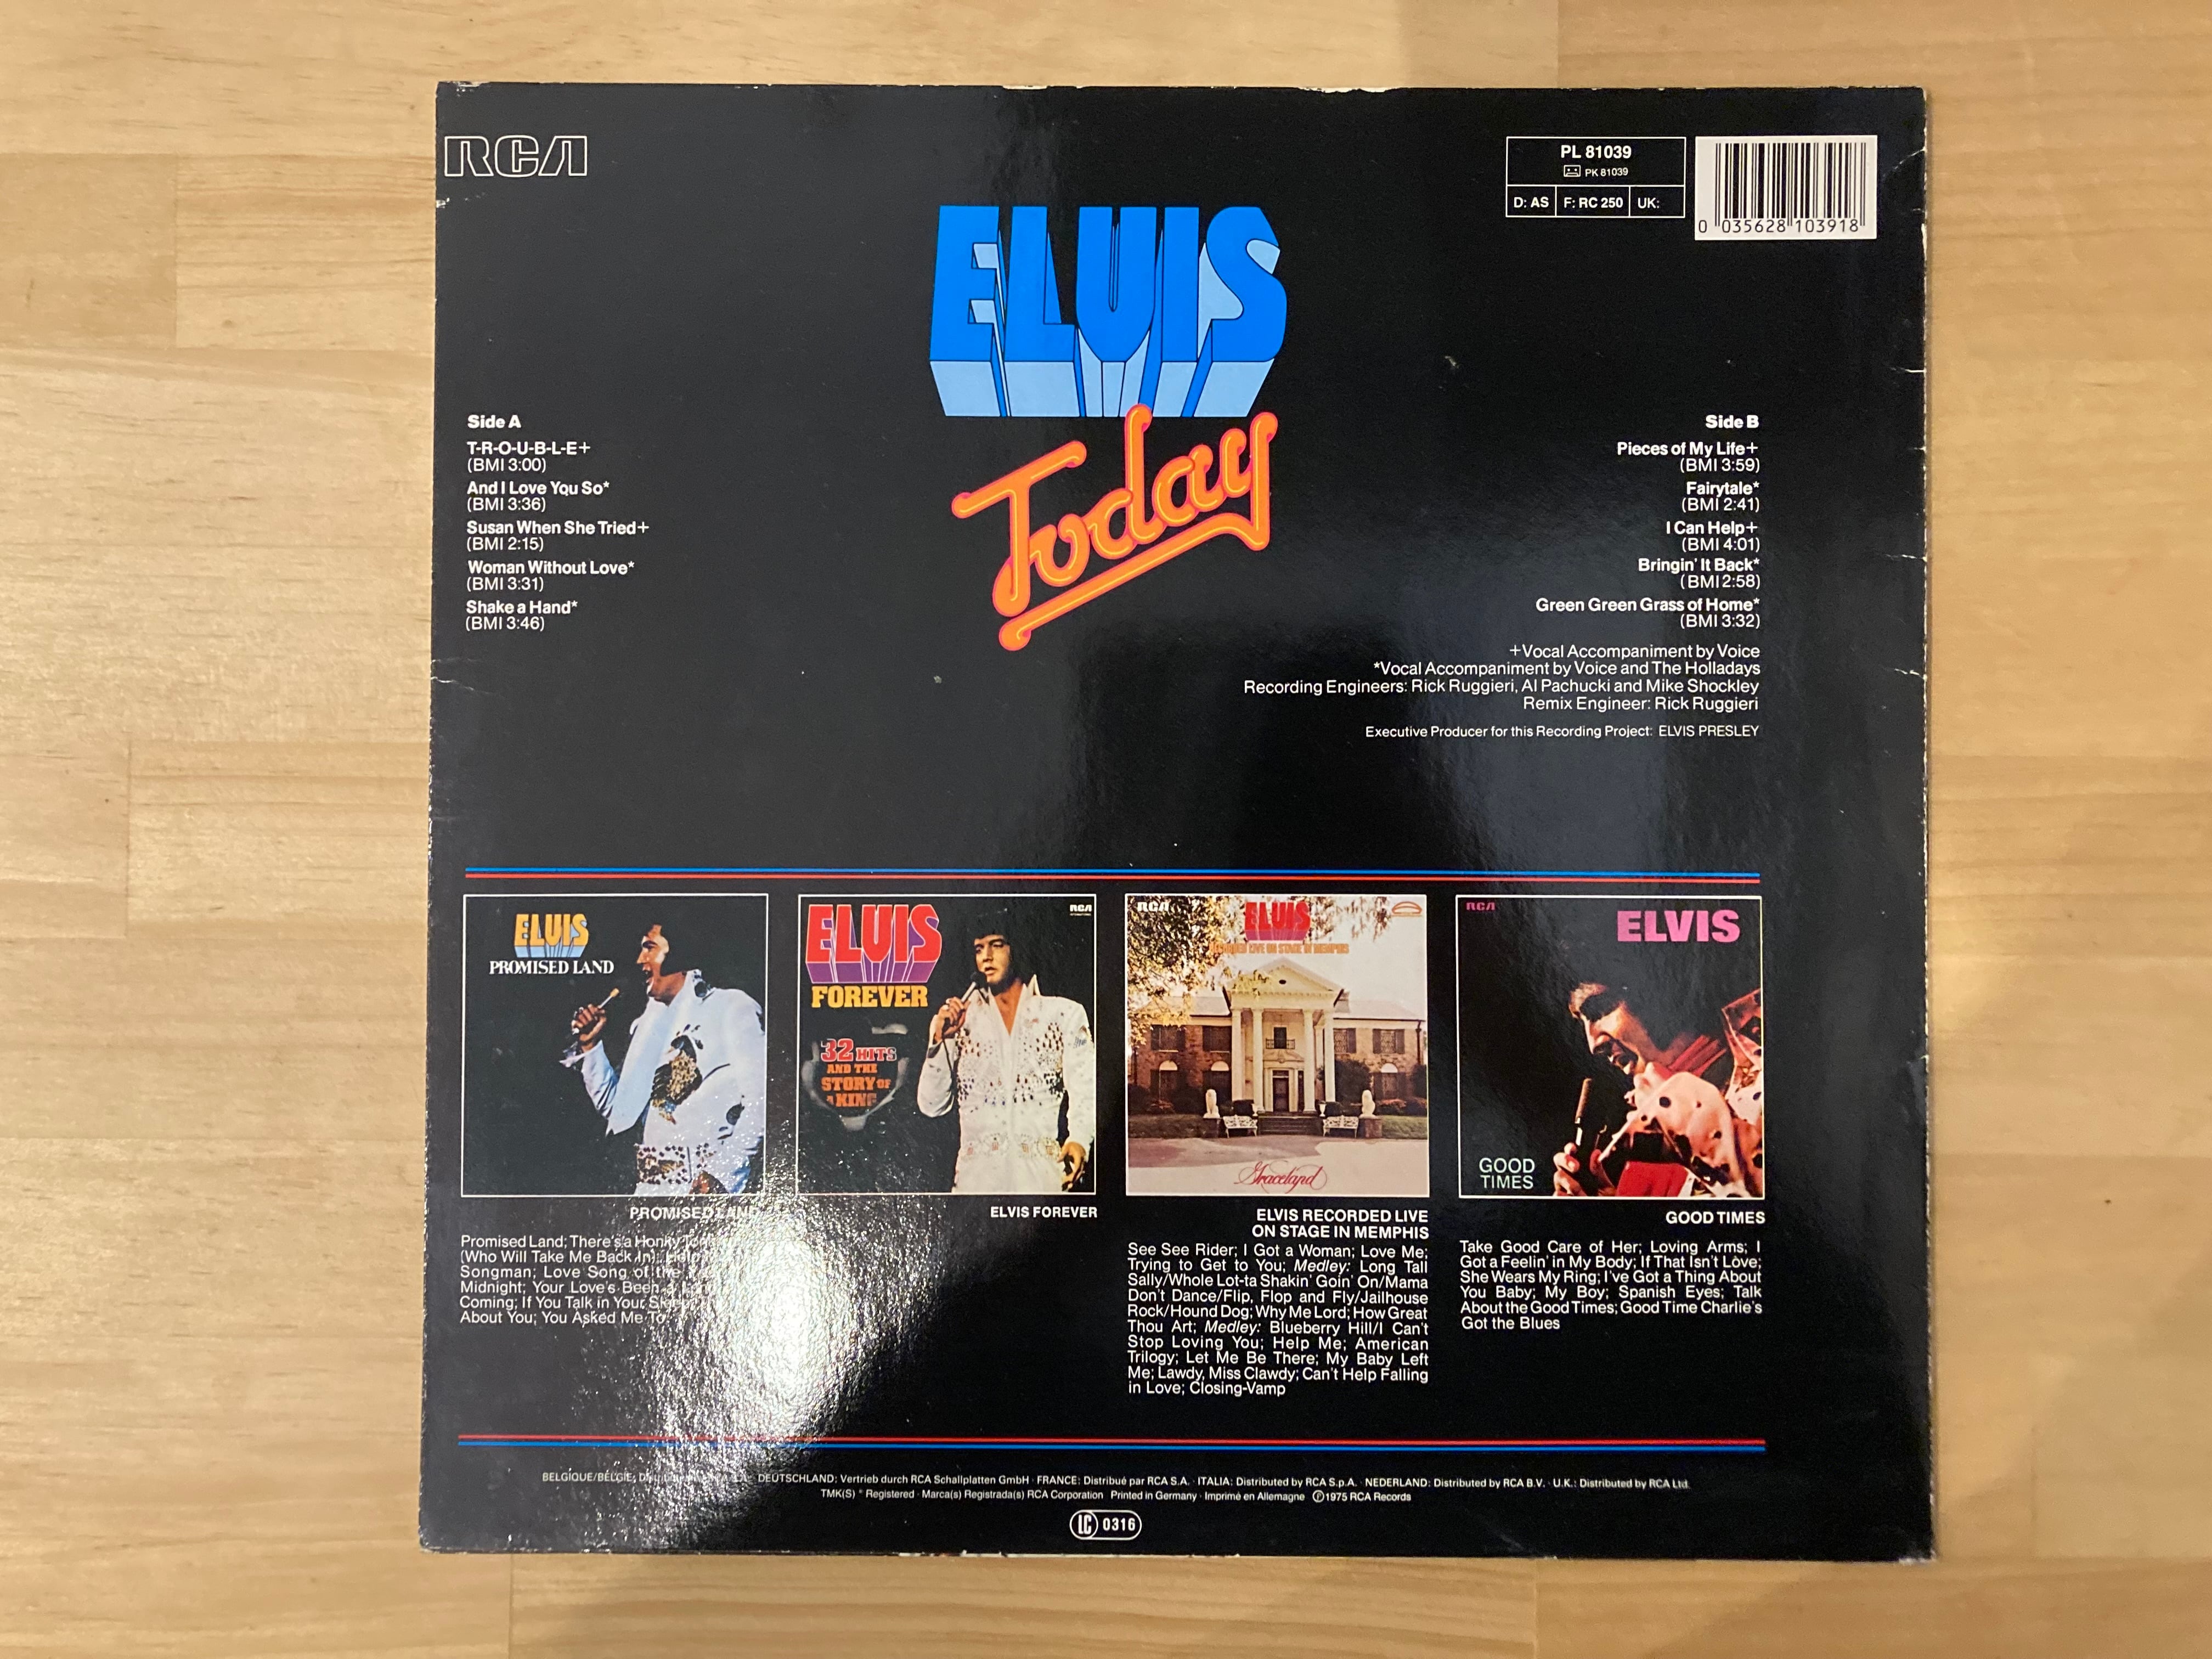 RCA
PL 81039
PK 81039
D: AS F: RC 250 UK:
0 035628 103918
ELVIS
Today
Side A
T-R-O-U-B-L-E+
(BMI 3:00)
And I Love You So*
(BMI 3:36)
Susan When She Tried+
(BMI 2:15)
Woman Without Love*
(BMI 3:31)
Shake a Hand*
(BMI 3:46)
Side B
Pieces of My Life+
(BMI 3:59)
Fairytale*
(BMI 2:41)
I Can Help+
(BMI 4:01)
Bringin' It Back*
(BMI 2:58)
Green Green Grass of Home*
(BMI 3:32)
+Vocal Accompaniment by Voice
*Vocal Accompaniment by Voice and The Holladays
Recording Engineers: Rick Ruggieri, Al Pachucki and Mike Shockley
Remix Engineer: Rick Ruggieri
Executive Producer for this Recording Project: ELVIS PRESLEY
ELVIS
PROMISED LAND
PROMISED LAND
Promised Land; There's a Honky
(Who Will Take Me Back In);
Songman; Love Song of the
Midnight; Your Love's Been a
Coming; If You Talk in Your
About You; You Asked Me To
RCA
ELVIS
FOREVER
32 HITS
AND THE
STORY OF
A KING
ELVIS FOREVER
RCA
ELVIS
RECORDED LIVE ON STAGE IN MEMPHIS
Graceland
ELVIS RECORDED LIVE
ON STAGE IN MEMPHIS
See See Rider; I Got a Woman; Love Me;
Trying to Get to You; Medley: Long Tall
Sally/Whole Lot-ta Shakin' Goin' On/Mama
Don't Dance/Flip, Flop and Fly/Jailhouse
Rock/Hound Dog; Why Me Lord; How Great
Thou Art; Medley: Blueberry Hill/I Can't
Stop Loving You; Help Me; American
Trilogy; Let Me Be There; My Baby Left
Me; Lawdy, Miss Clawdy; Can't Help Falling
in Love; Closing-Vamp
RCA
ELVIS
GOOD
TIMES
GOOD TIMES
Take Good Care of Her; Loving Arms; I
Got a Feelin' in My Body; If That Isn't Love;
She Wears My Ring; I've Got a Thing About
You Baby; My Boy; Spanish Eyes; Talk
About the Good Times; Good Time Charlie's
Got the Blues
BELGIQUE/BELGIË: DEUTSCHLAND: Vertrieb durch RCA Schallplatten GmbH · FRANCE: Distribué par RCA S.A. · ITALIA: Distributed by RCA S.p.A. · NEDERLAND: Distributed by RCA B.V. · U.K.: Distributed by RCA Ltd.
TMK(S) ® Registered · Marca(s) Registrada(s) RCA Corporation Printed in Germany · Imprimé en Allemagne Ⓟ1975 RCA Records
LC 0316